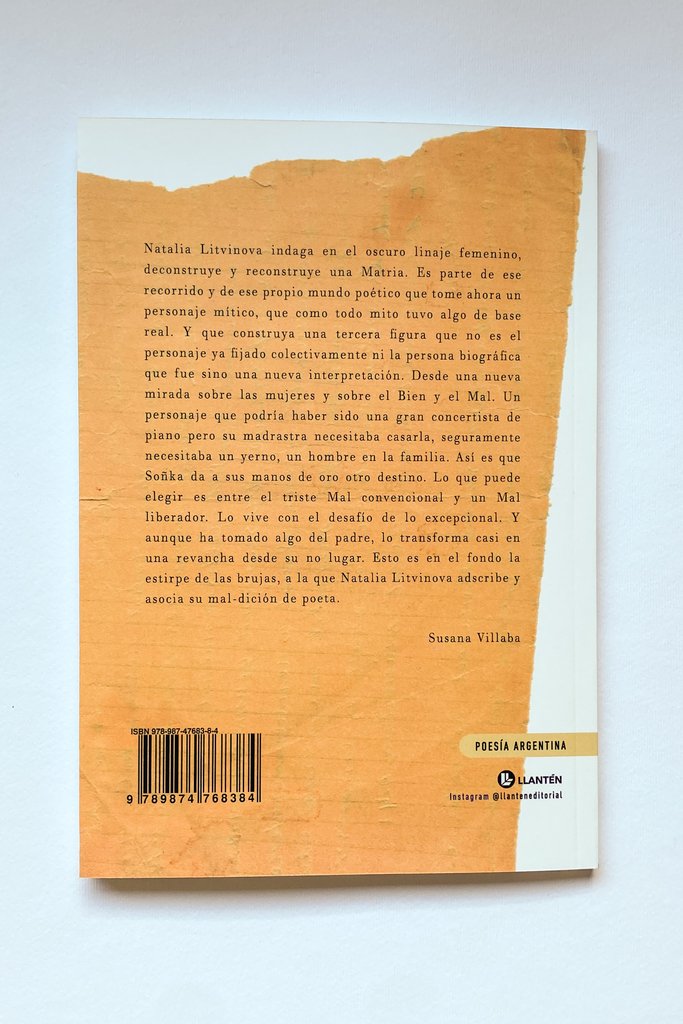 Natalia Litvinova indaga en el oscuro linaje femenino,
deconstruye y reconstruye una Matria. Es parte de ese
recorrido y de ese propio mundo poético que tome ahora un
personaje mítico, que como todo mito tuvo algo de base
real. Y que construya una tercera figura que no es el
personaje ya fijado colectivamente ni la persona biográfica
que fue sino una nueva interpretación. Desde una nueva
mirada sobre las mujeres y sobre el Bien y el Mal. Un
personaje que podría haber sido una gran concertista de
piano pero su madrastra necesitaba casarla, seguramente
necesitaba un yerno, un hombre en la familia. Así es que
Soñka da a sus manos de oro otro destino. Lo que puede
elegir es entre el triste Mal convencional y un Mal
liberador. Lo vive con el desafío de lo excepcional. Y
aunque ha tomado algo del padre, lo transforma casi en
una revancha desde su no lugar. Esto es en el fondo la
estirpe de las brujas, a la que Natalia Litvinova adscribe y
asocia su mal-dición de poeta.
Susana Villaba
ISBN 978-987-47683-8-4
9 789874 768384
POESÍA ARGENTINA
LLANTÉN
Instagram @llanteneditorial